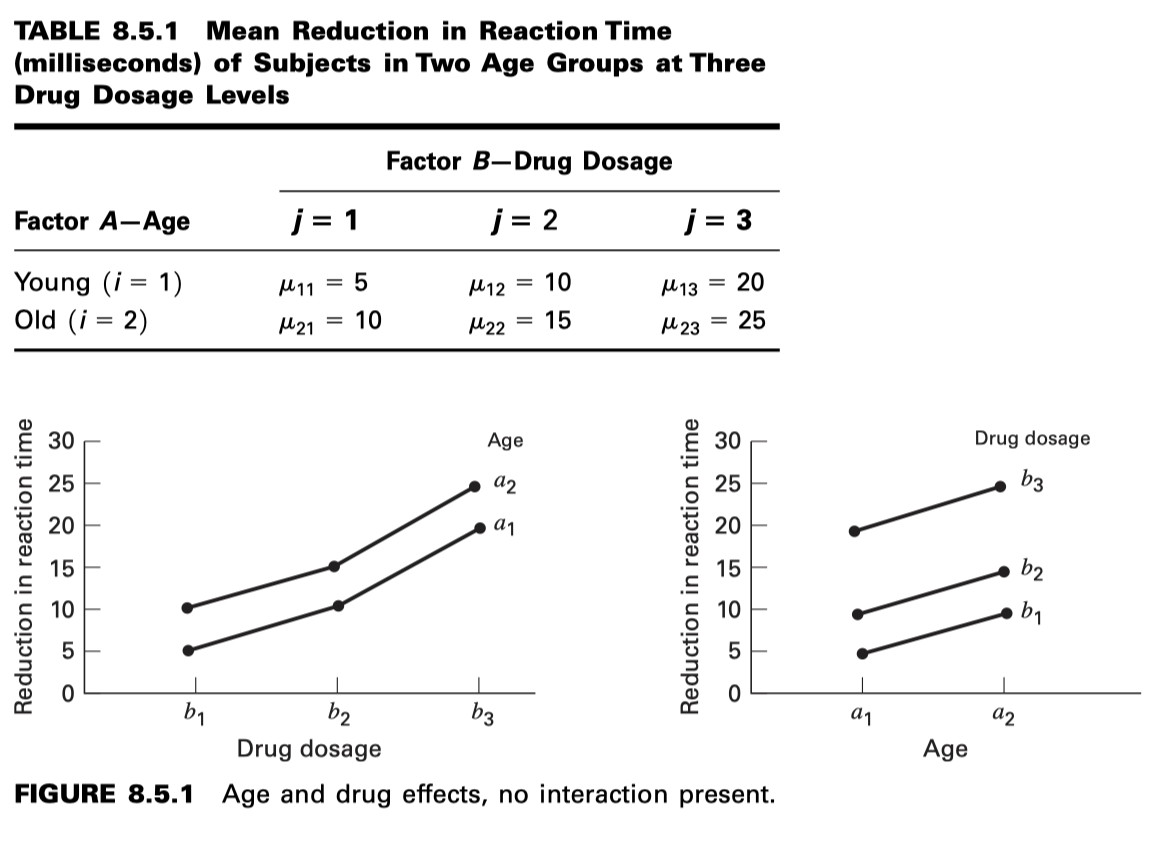 TABLE 8.5.1 Mean Reduction in Reaction Time
(milliseconds) of Subjects in Two Age Groups at Three
Drug Dosage Levels
Factor B—Drug Dosage
Factor A—Age j = 1 j = 2 j = 3
Young (i = 1) μ11 = 5 μ12 = 10 μ13 = 20
Old (i = 2) μ21 = 10 μ22 = 15 μ23 = 25
Reduction in reaction time
30
25
20
15
10
5
0
Age
a2
a1
b1 b2 b3
Drug dosage
Reduction in reaction time
30
25
20
15
10
5
0
Drug dosage
b3
b2
b1
a1 a2
Age
FIGURE 8.5.1 Age and drug effects, no interaction present.